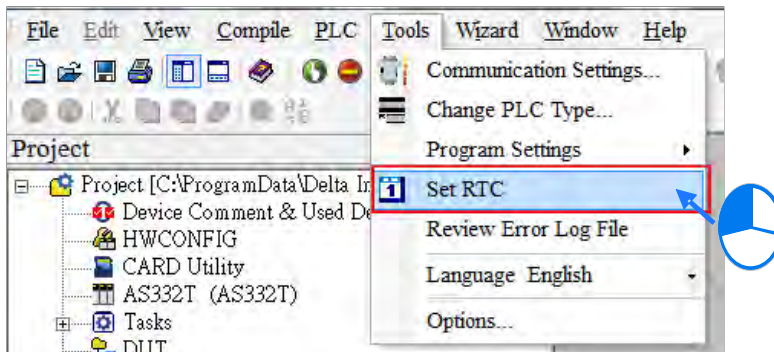 File Edit View Compile PLC Tools Wizard Window Help
Communication Settings...
Change PLC Type...
Project
Program Settings
Project [C:\ProgramData\Delta In
Set RTC
Device Comment & Used De
HWCONFIG
Review Error Log File
CARD Utility
Language English
AS332T (AS332T)
Tasks
Options...
DUT